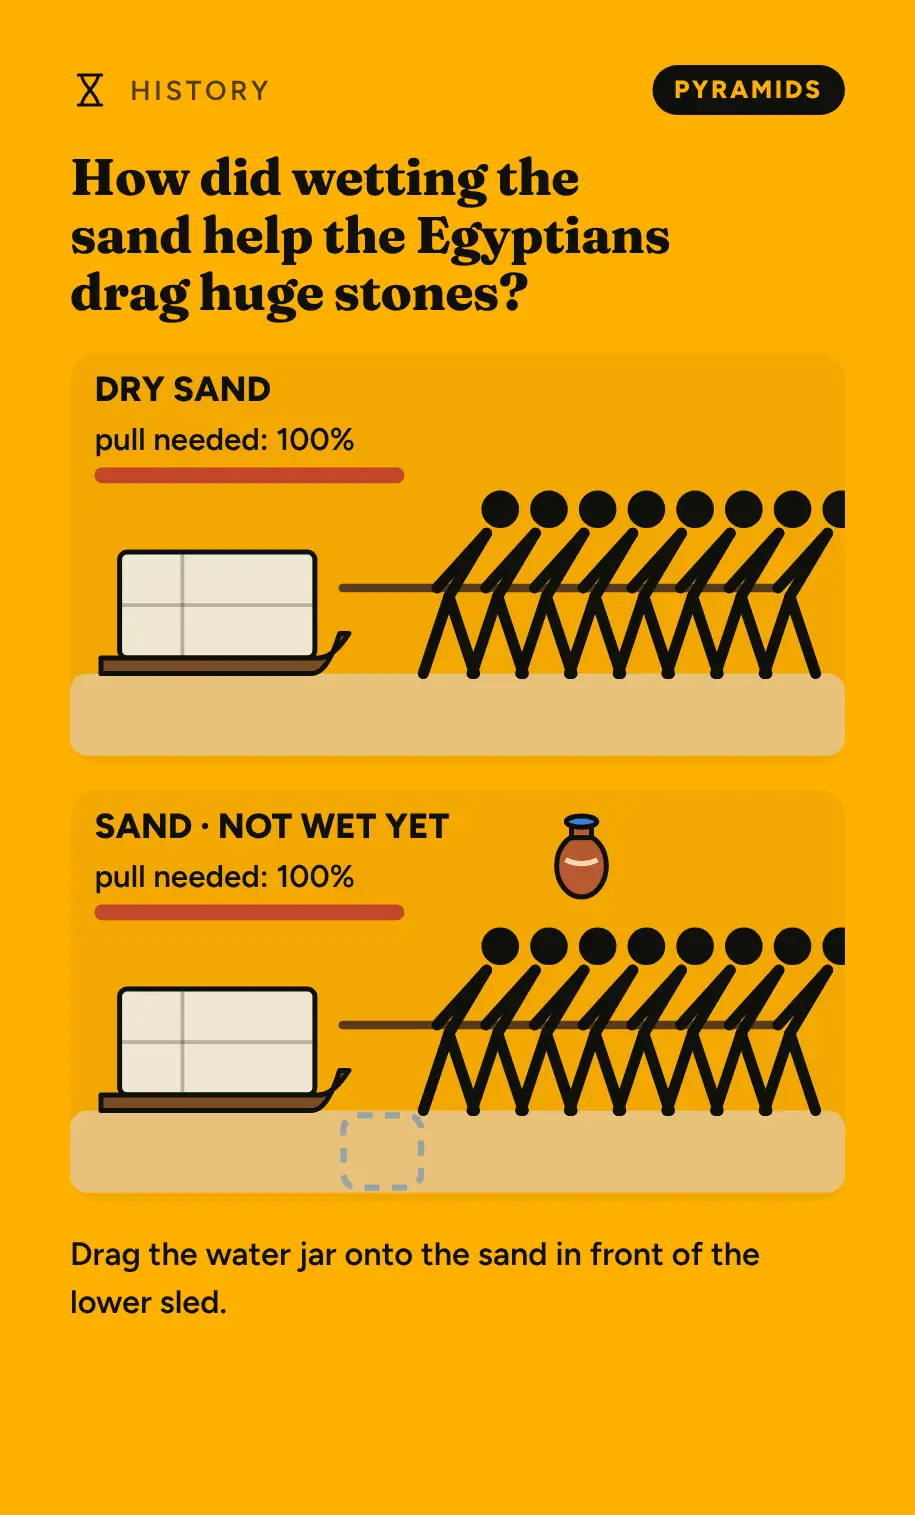 HISTORY
PYRAMIDS
How did wetting the
sand help the Egyptians
drag huge stones?
DRY SAND
pull needed: 100%
SAND · NOT WET YET
pull needed: 100%
Drag the water jar onto the sand in front of the
lower sled.